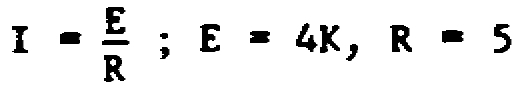 I = E/R ; E = 4K, R = 5